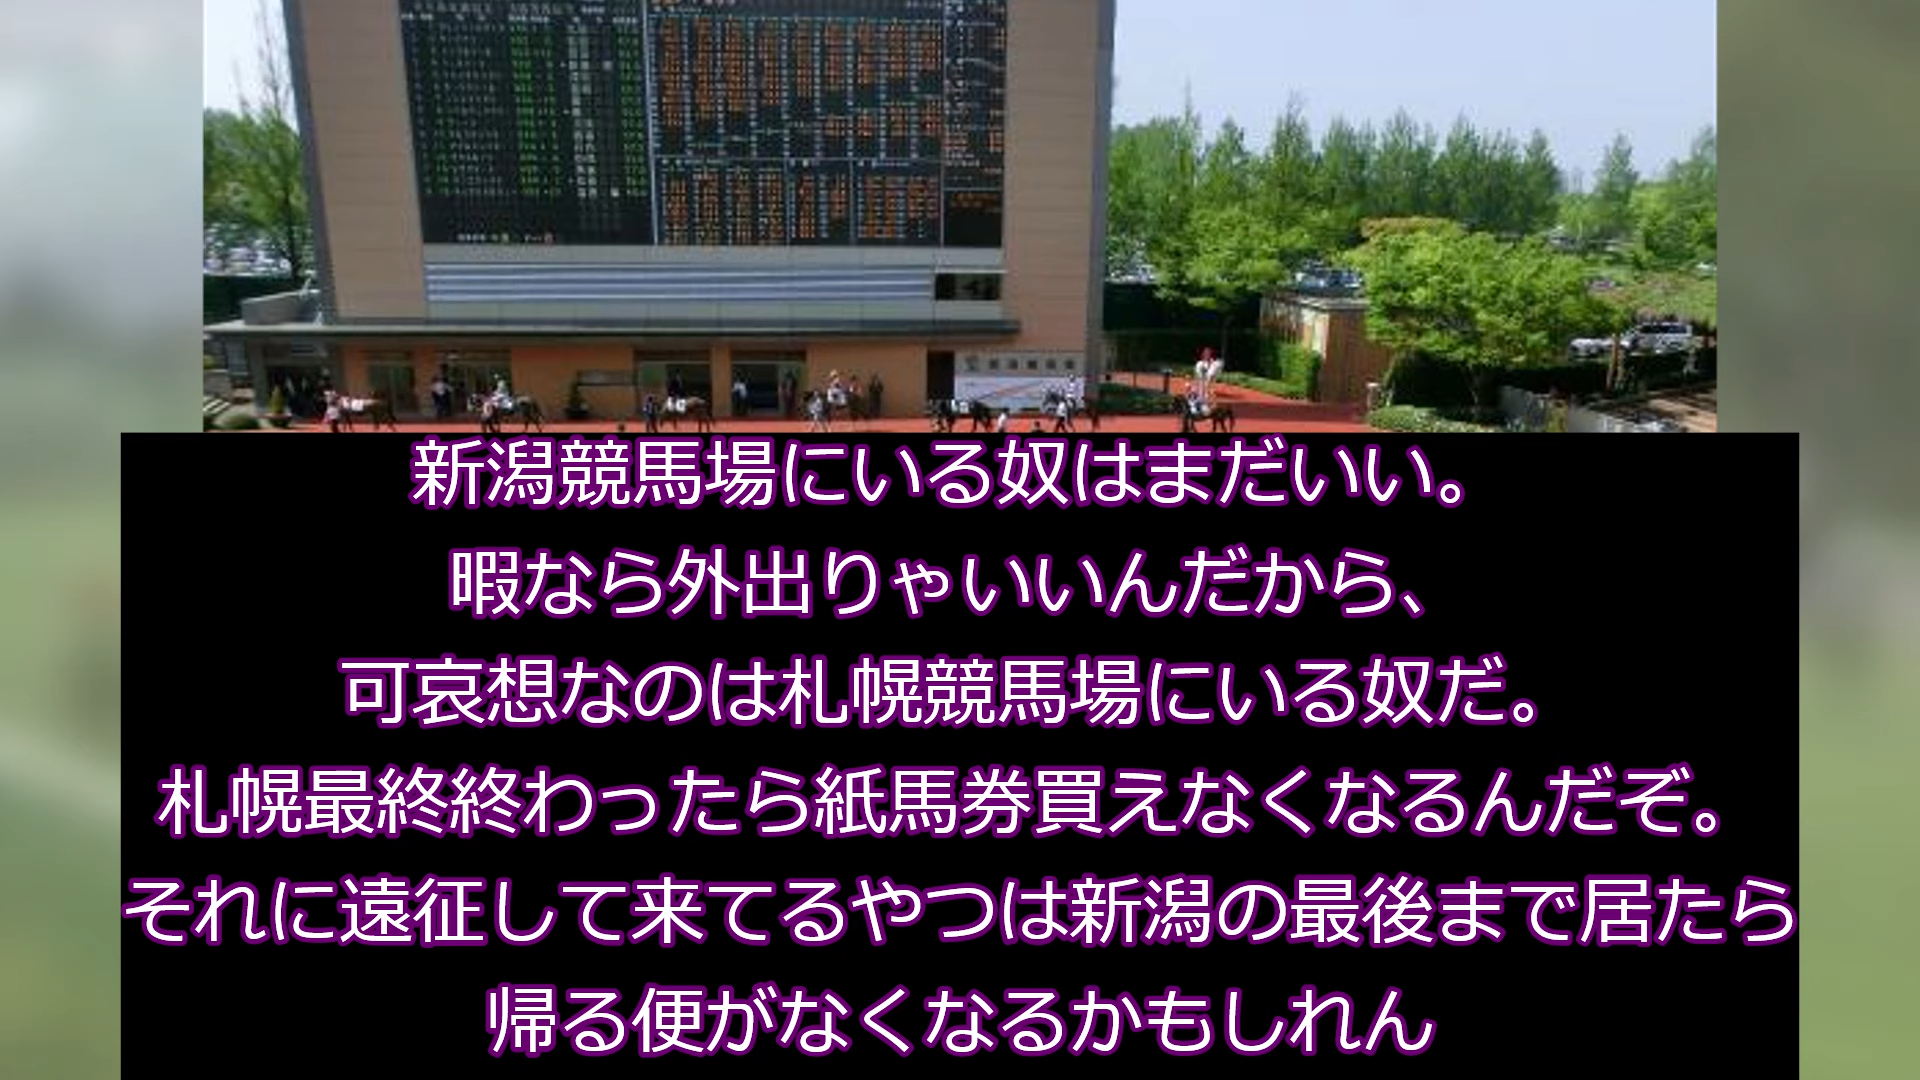 新潟競馬場にいる奴はまだいい。
暇なら外出りゃいいんだから、
可哀想なのは札幌競馬場にいる奴だ。
札幌最終終わったら紙馬券買えなくなるんだぞ。
それに遠征して来てるやつは新潟の最後まで居たら
帰る便がなくなるかもしれん